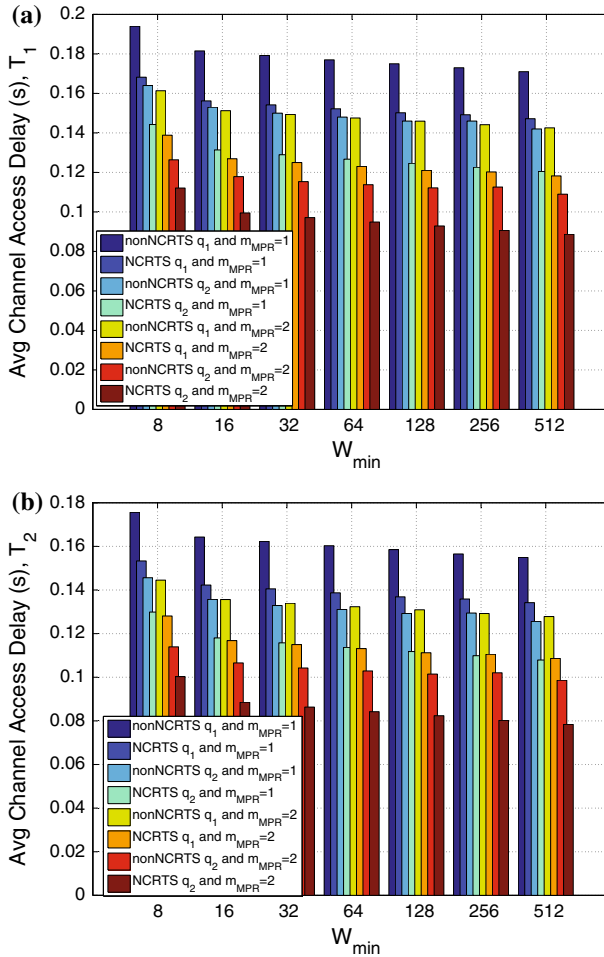 (a)
0.2
0.18
0.16
0.14
0.12
0.1
0.08
0.06
0.04
0.02
0
Avg Channel Access Delay (s), T1
nonNCRTS q1 and mMPR=1
NCRTS q1 and mMPR=1
nonNCRTS q2 and mMPR=1
NCRTS q2 and mMPR=1
nonNCRTS q1 and mMPR=2
NCRTS q1 and mMPR=2
nonNCRTS q2 and mMPR=2
NCRTS q2 and mMPR=2
8 16 32 64 128 256 512
Wmin
(b)
0.18
0.16
0.14
0.12
0.1
0.08
0.06
0.04
0.02
0
Avg Channel Access Delay (s), T2
nonNCRTS q1 and mMPR=1
NCRTS q1 and mMPR=1
nonNCRTS q2 and mMPR=1
NCRTS q2 and mMPR=1
nonNCRTS q1 and mMPR=2
NCRTS q1 and mMPR=2
nonNCRTS q2 and mMPR=2
NCRTS q2 and mMPR=2
8 16 32 64 128 256 512
Wmin